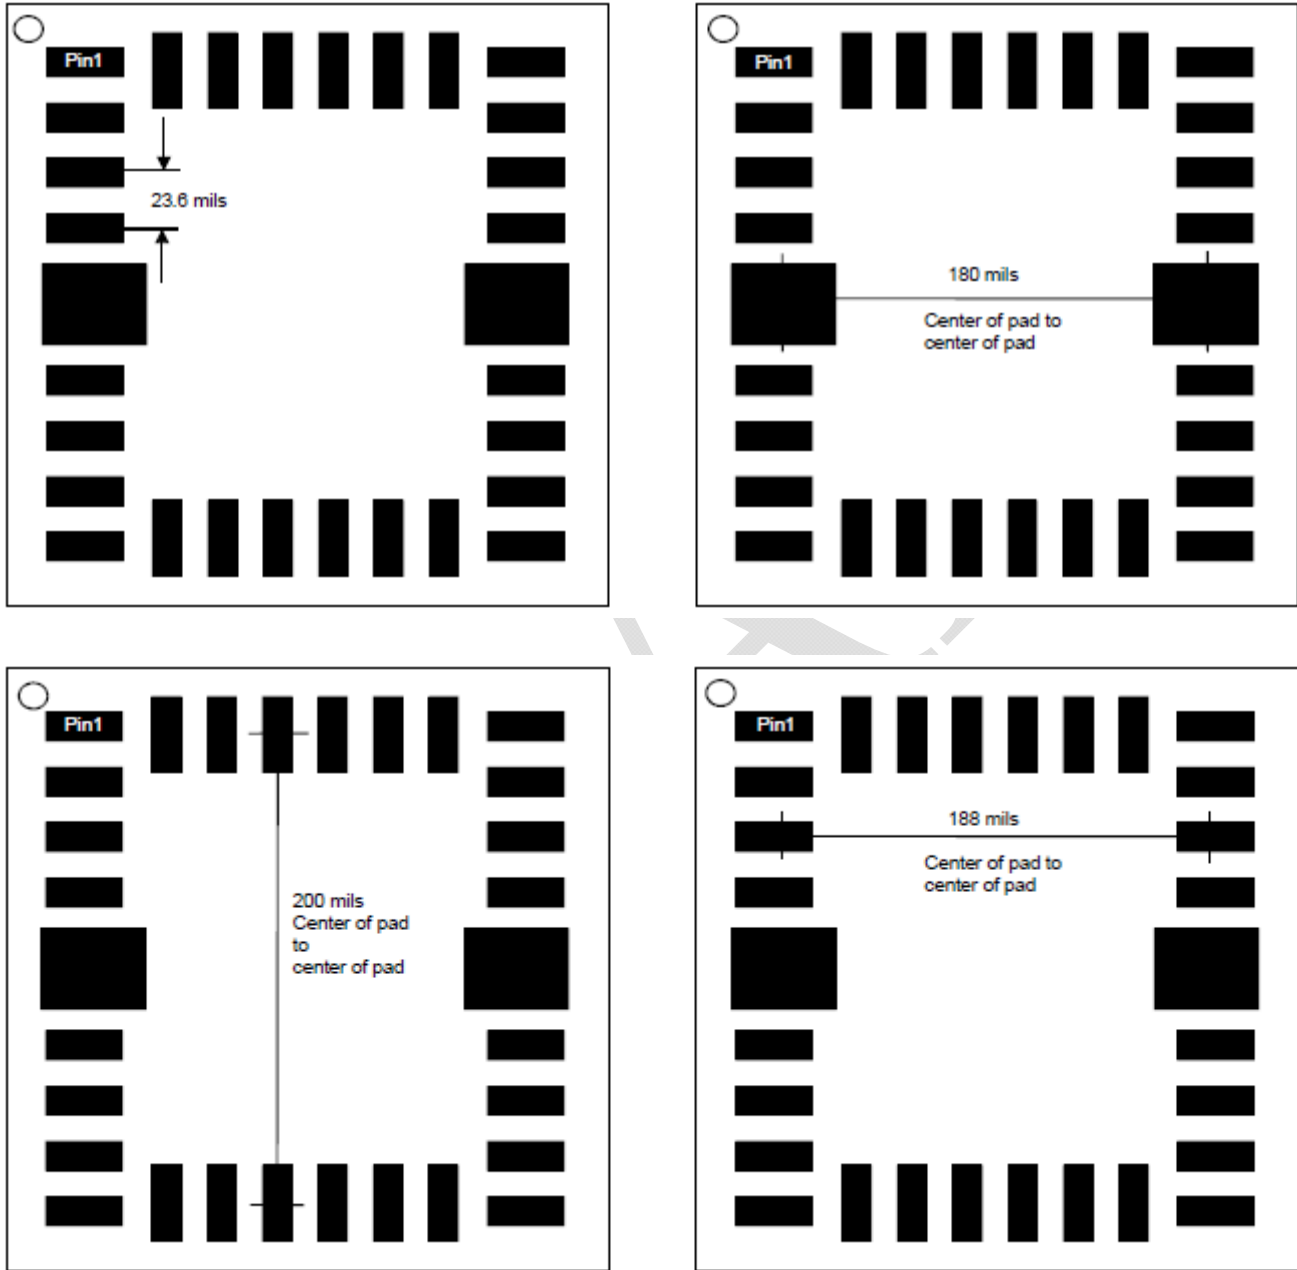 Pin1
23.6 mils
Pin1
180 mils
Center of pad to
center of pad
Pin1
200 mils
Center of pad
to
center of pad
Pin1
188 mils
Center of pad to
center of pad